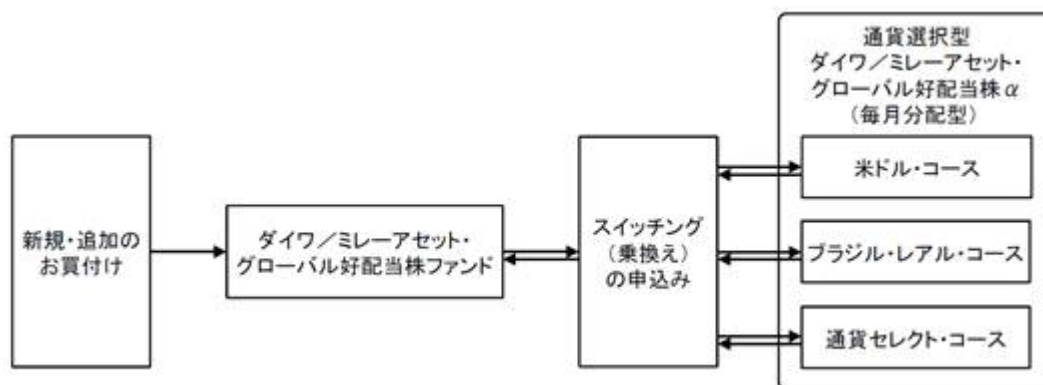 通貨選択型
ダイワ／ミレーアセット・
グローバル好配当株α
（毎月分配型）
新規・追加の
お買付け
ダイワ／ミレーアセット・
グローバル好配当株ファンド
スイッチング
（乗換え）
の申込み
米ドル・コース
ブラジル・レアル・コース
通貨セレクト・コース